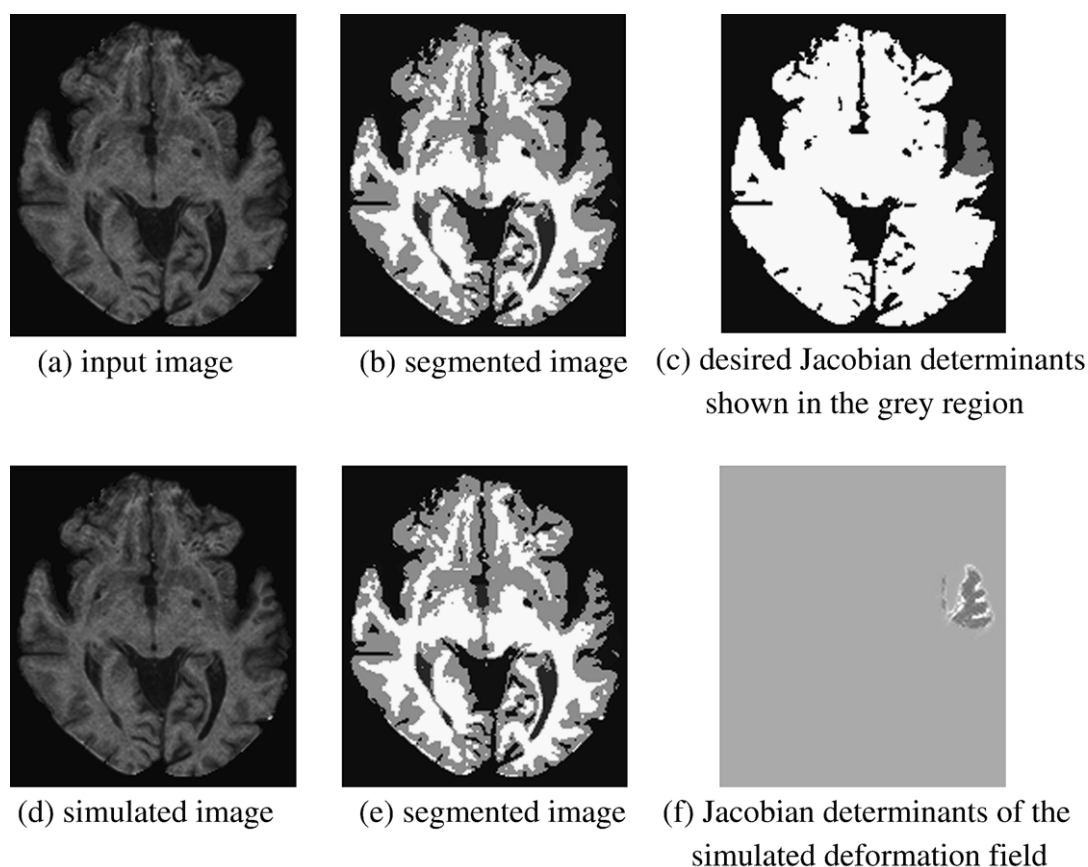 (a) input image
(b) segmented image
(c) desired Jacobian determinants
shown in the grey region
(d) simulated image
(e) segmented image
(f) Jacobian determinants of the
simulated deformation field